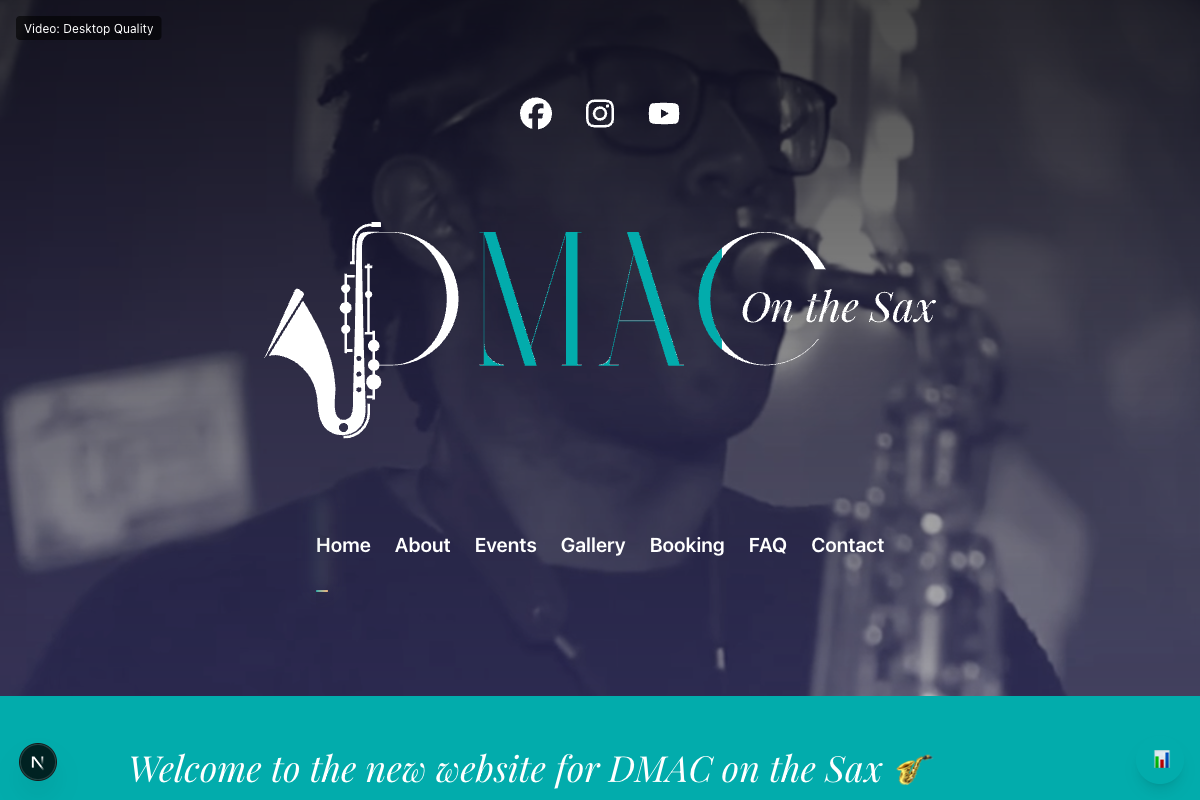 Video: Desktop Quality
DMAC
On the Sax
Home About Events Gallery Booking FAQ Contact
Welcome to the new website for DMAC on the Sax 🎷
N